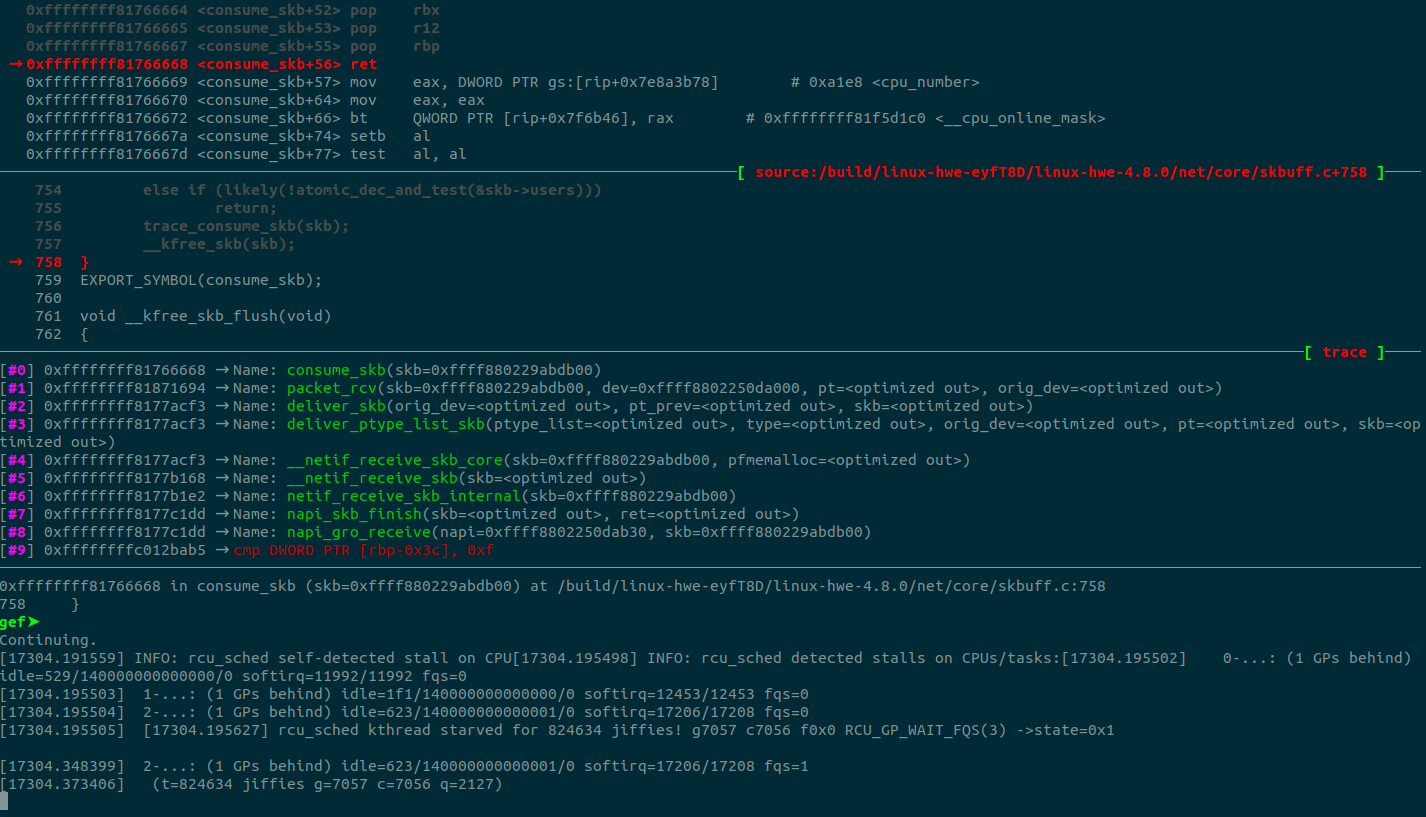 0xffffffff81766664 <consume_skb+52> pop    rbx
0xffffffff81766665 <consume_skb+53> pop    r12
0xffffffff81766667 <consume_skb+55> pop    rbp
→0xffffffff81766668 <consume_skb+56> ret
0xffffffff81766669 <consume_skb+57> mov    eax, DWORD PTR gs:[rip+0x7e8a3b78]        # 0xa1e8 <cpu_number>
0xffffffff81766670 <consume_skb+64> mov    eax, eax
0xffffffff81766672 <consume_skb+66> bt     QWORD PTR [rip+0x7f6b46], rax        # 0xffffffff81f5d1c0 <__cpu_online_mask>
0xffffffff8176667a <consume_skb+74> setb   al
0xffffffff8176667d <consume_skb+77> test   al, al
[ source:/build/linux-hwe-eyfT8D/linux-hwe-4.8.0/net/core/skbuff.c+758 ]
754         else if (likely(!atomic_dec_and_test(&skb->users)))
755                 return;
756         trace_consume_skb(skb);
757         __kfree_skb(skb);
→ 758  }
759  EXPORT_SYMBOL(consume_skb);
760
761  void __kfree_skb_flush(void)
762  {
[ trace ]
[#0] 0xffffffff81766668 → Name: consume_skb(skb=0xffff880229abdb00)
[#1] 0xffffffff81871694 → Name: packet_rcv(skb=0xffff880229abdb00, dev=0xffff8802250da000, pt=<optimized out>, orig_dev=<optimized out>)
[#2] 0xffffffff8177acf3 → Name: deliver_skb(orig_dev=<optimized out>, pt_prev=<optimized out>, skb=<optimized out>)
[#3] 0xffffffff8177acf3 → Name: deliver_ptype_list_skb(ptype_list=<optimized out>, type=<optimized out>, orig_dev=<optimized out>, pt=<optimized out>, skb=<op
timized out>)
[#4] 0xffffffff8177acf3 → Name: __netif_receive_skb_core(skb=0xffff880229abdb00, pfmemalloc=<optimized out>)
[#5] 0xffffffff8177b168 → Name: __netif_receive_skb(skb=<optimized out>)
[#6] 0xffffffff8177b1e2 → Name: netif_receive_skb_internal(skb=0xffff880229abdb00)
[#7] 0xffffffff8177c1dd → Name: napi_skb_finish(skb=<optimized out>, ret=<optimized out>)
[#8] 0xffffffff8177c1dd → Name: napi_gro_receive(napi=0xffff8802250dab30, skb=0xffff880229abdb00)
[#9] 0xffffffffc012bab5 → cmp DWORD PTR [rbp-0x3c], 0xf
0xffffffff81766668 in consume_skb (skb=0xffff880229abdb00) at /build/linux-hwe-eyfT8D/linux-hwe-4.8.0/net/core/skbuff.c:758
758     }
gef➤
Continuing.
[17304.191559] INFO: rcu_sched self-detected stall on CPU[17304.195498] INFO: rcu_sched detected stalls on CPUs/tasks:[17304.195502]    0-...: (1 GPs behind)
idle=529/140000000000000/0 softirq=11992/11992 fqs=0
[17304.195503]  1-...: (1 GPs behind) idle=1f1/140000000000000/0 softirq=12453/12453 fqs=0
[17304.195504]  2-...: (1 GPs behind) idle=623/140000000000001/0 softirq=17206/17208 fqs=0
[17304.195505]  [17304.195627] rcu_sched kthread starved for 824634 jiffies! g7057 c7056 f0x0 RCU_GP_WAIT_FQS(3) ->state=0x1
[17304.348399]  2-...: (1 GPs behind) idle=623/140000000000001/0 softirq=17206/17208 fqs=1
[17304.373406]   (t=824634 jiffies g=7057 c=7056 q=2127)